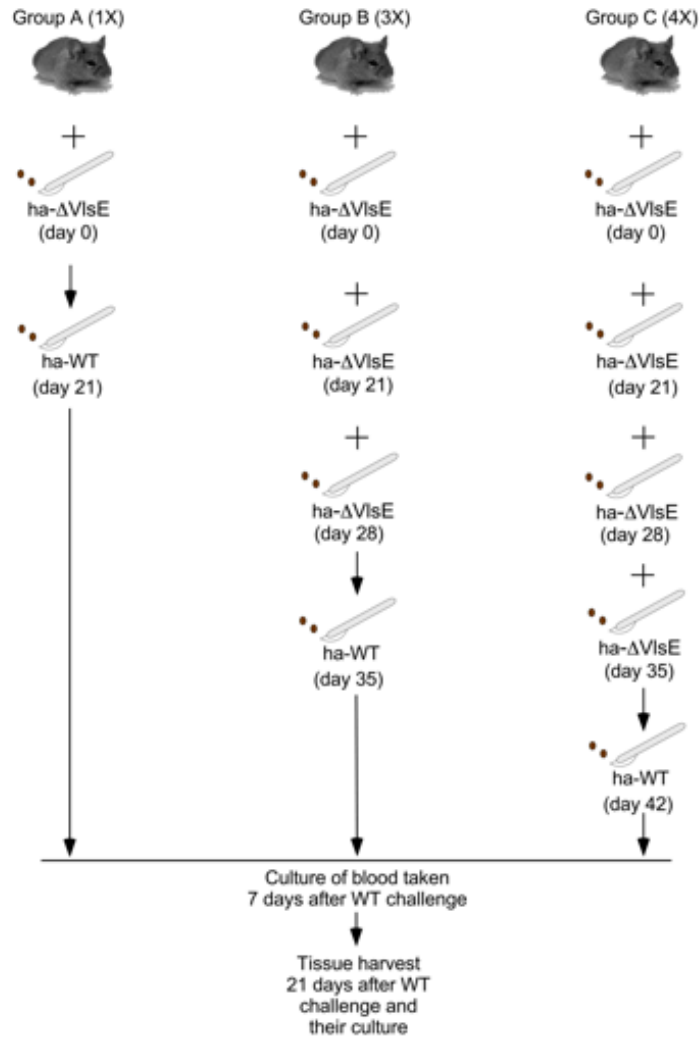 Group A (1X)
Group B (3X)
Group C (4X)
+
+
+
ha-ΔVlsE
(day 0)
ha-ΔVlsE
(day 0)
ha-ΔVlsE
(day 0)
+
+
ha-WT
(day 21)
ha-ΔVlsE
(day 21)
ha-ΔVlsE
(day 21)
+
+
ha-ΔVlsE
(day 28)
ha-ΔVlsE
(day 28)
+
ha-WT
(day 35)
ha-ΔVlsE
(day 35)
ha-WT
(day 42)
Culture of blood taken
7 days after WT challenge
Tissue harvest
21 days after WT
challenge and
their culture